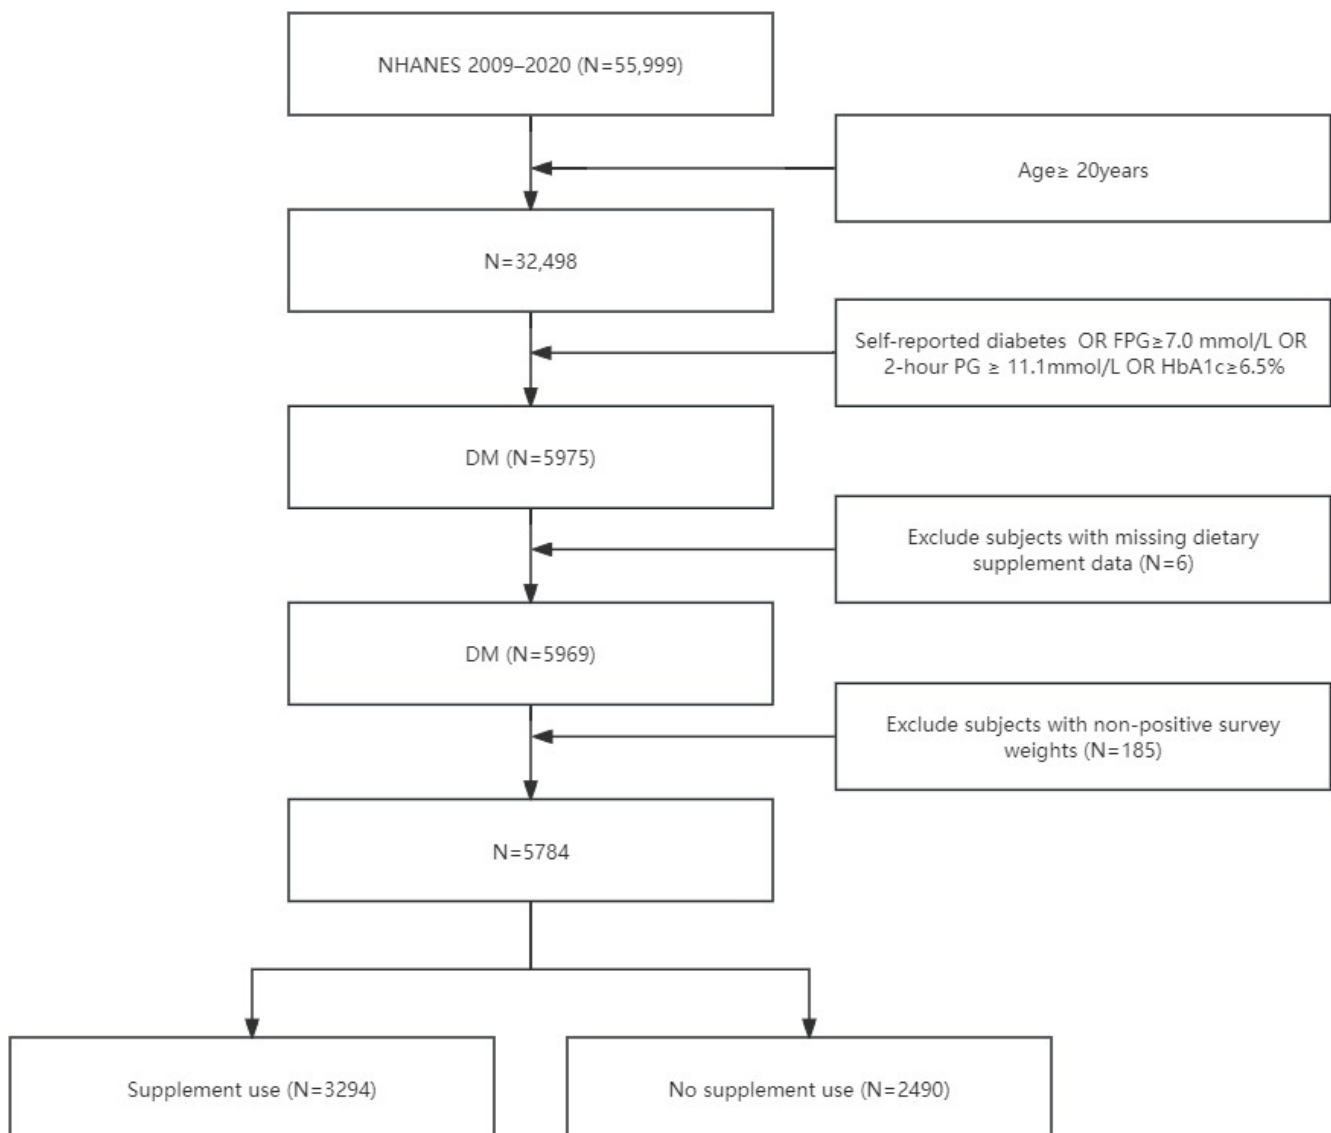 NHANES 2009–2020 (N=55,999)
Age≥ 20years
N=32,498
Self-reported diabetes  OR FPG≥7.0 mmol/L OR
2-hour PG ≥ 11.1mmol/L OR HbA1c≥6.5%
DM (N=5975)
Exclude subjects with missing dietary
supplement data (N=6)
DM (N=5969)
Exclude subjects with non-positive survey
weights (N=185)
N=5784
Supplement use (N=3294)
No supplement use (N=2490)